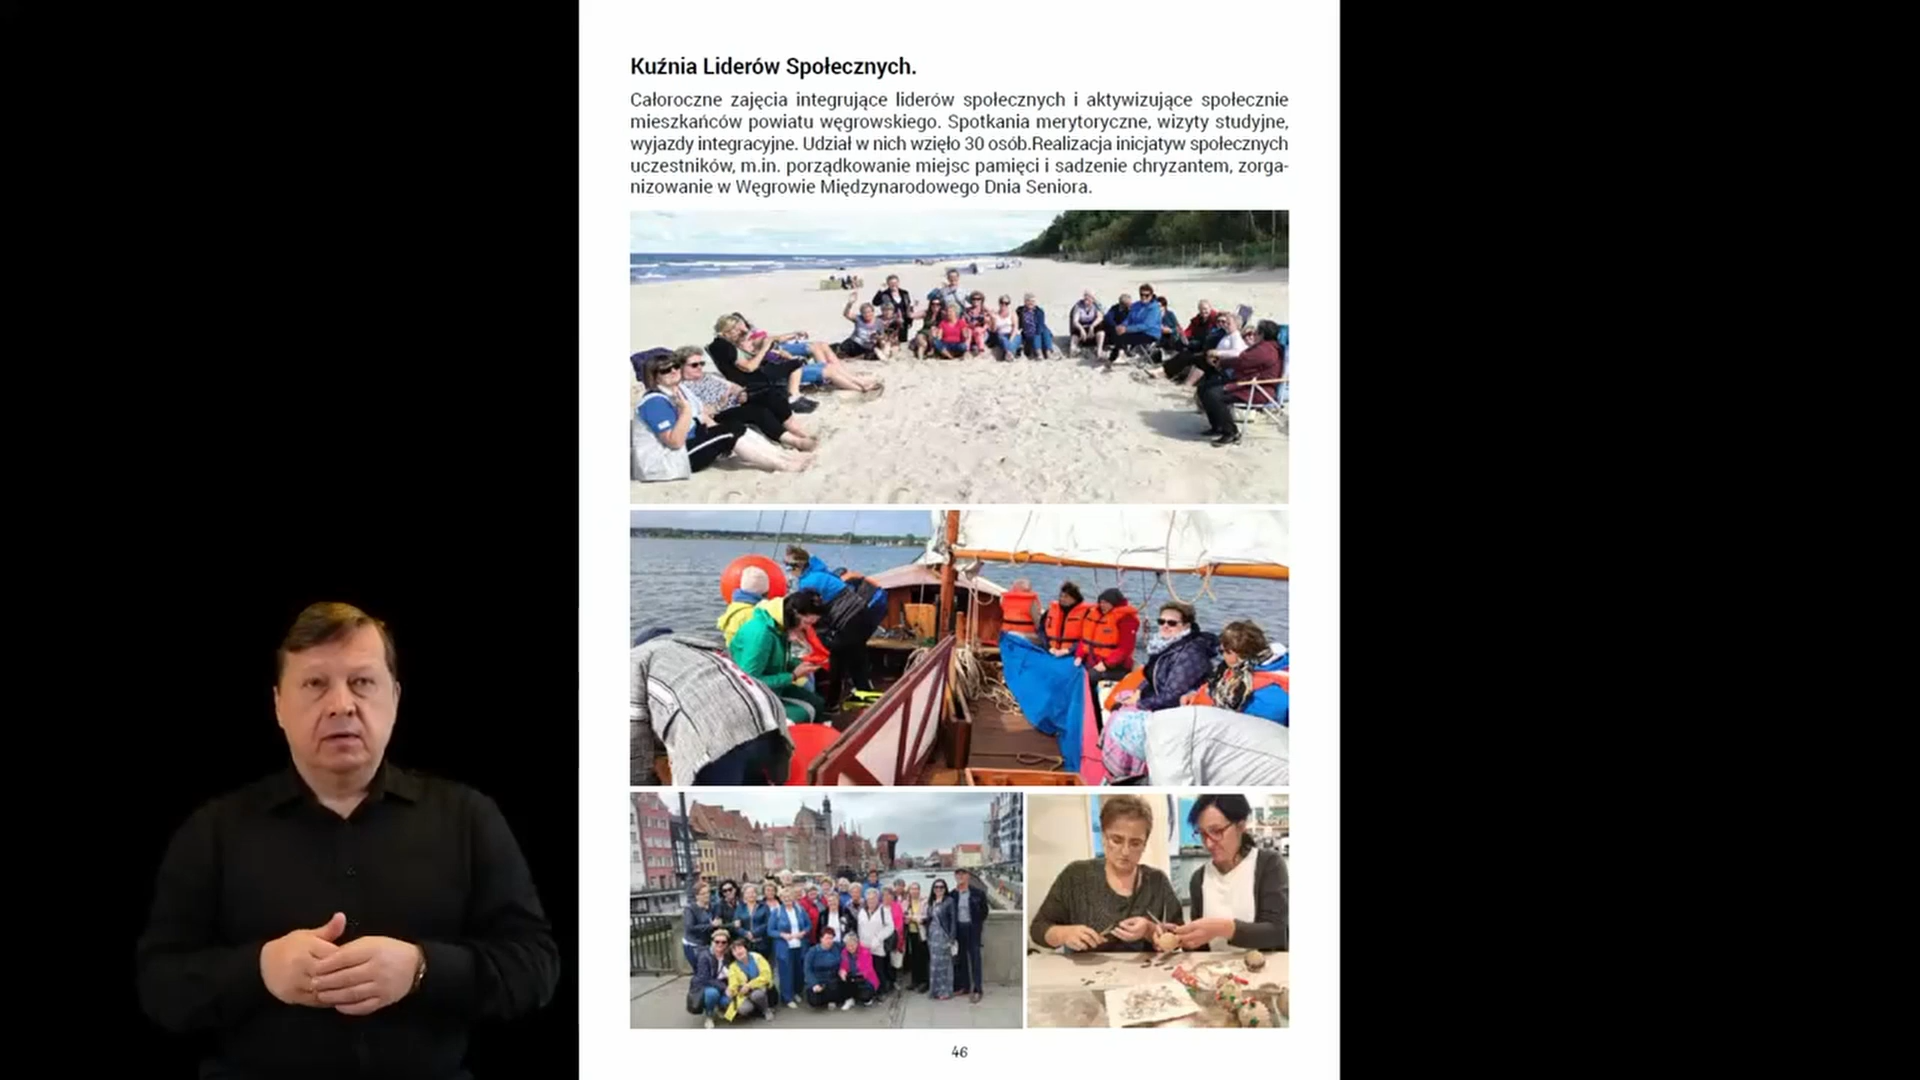 Kuźnia Liderów Społecznych.
Całoroczne zajęcia integrujące liderów społecznych i aktywizujące społecznie
mieszkańców powiatu węgrowskiego. Spotkania merytoryczne, wizyty studyjne,
wyjazdy integracyjne. Udział w nich wzięło 30 osób.Realizacja inicjatyw społecznych
uczestników, m.in. porządkowanie miejsc pamięci i sadzenie chryzantem, zorga-
nizowanie w Węgrowie Międzynarodowego Dnia Seniora.
46